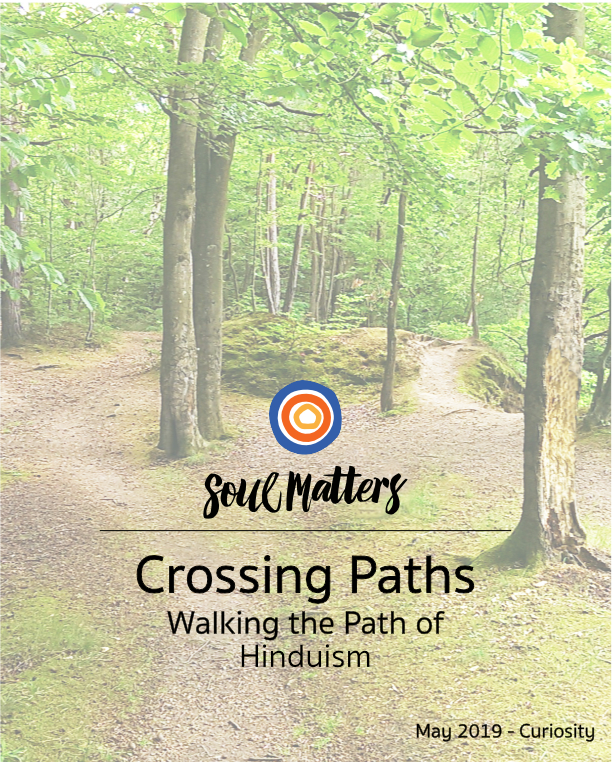 Soul Matters
Crossing Paths
Walking the Path of
Hinduism
May 2019 - Curiosity